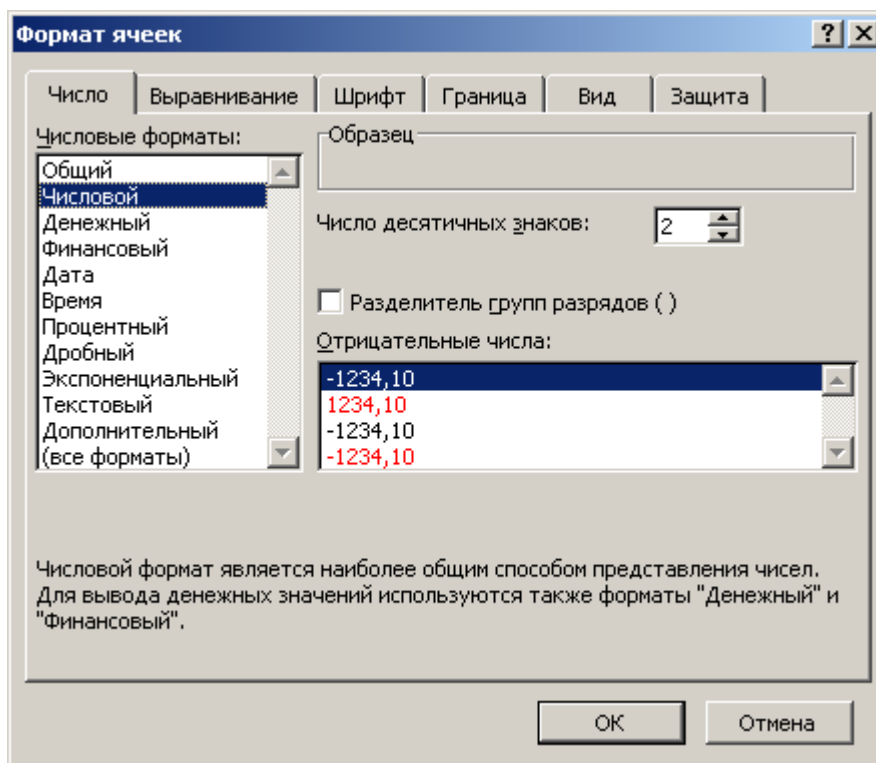 Формат ячеек
Число Выравнивание Шрифт Граница Вид Защита
Числовые форматы:
Общий
Числовой
Денежный
Финансовый
Дата
Время
Процентный
Дробный
Экспоненциальный
Текстовый
Дополнительный
(все форматы)
Образец
Число десятичных знаков: 2
Разделитель групп разрядов ( )
Отрицательные числа:
-1234,10
1234,10
-1234,10
-1234,10
Числовой формат является наиболее общим способом представления чисел.
Для вывода денежных значений используются также форматы "Денежный" и
"Финансовый".
ОК Отмена